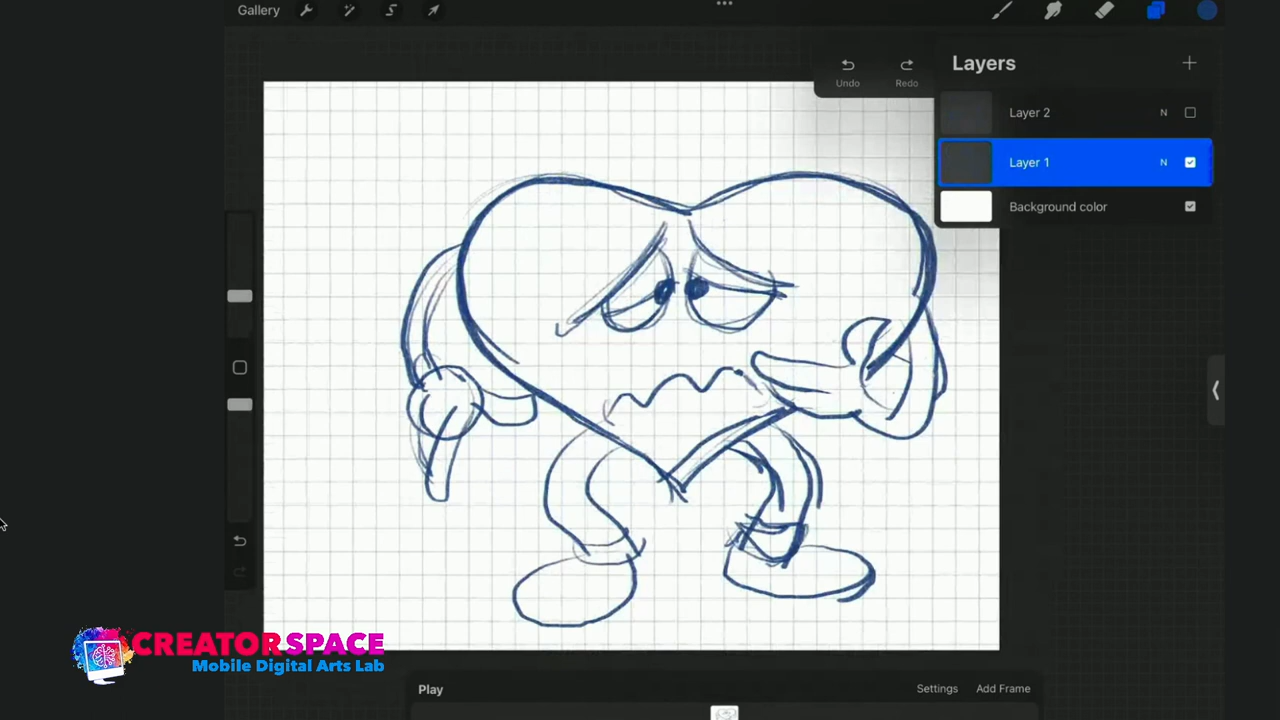 Gallery
Undo
Redo
Layers
Layer 2 N
Layer 1 N
Background color
CREATORSPACE
Mobile Digital Arts Lab
Play
Settings
Add Frame